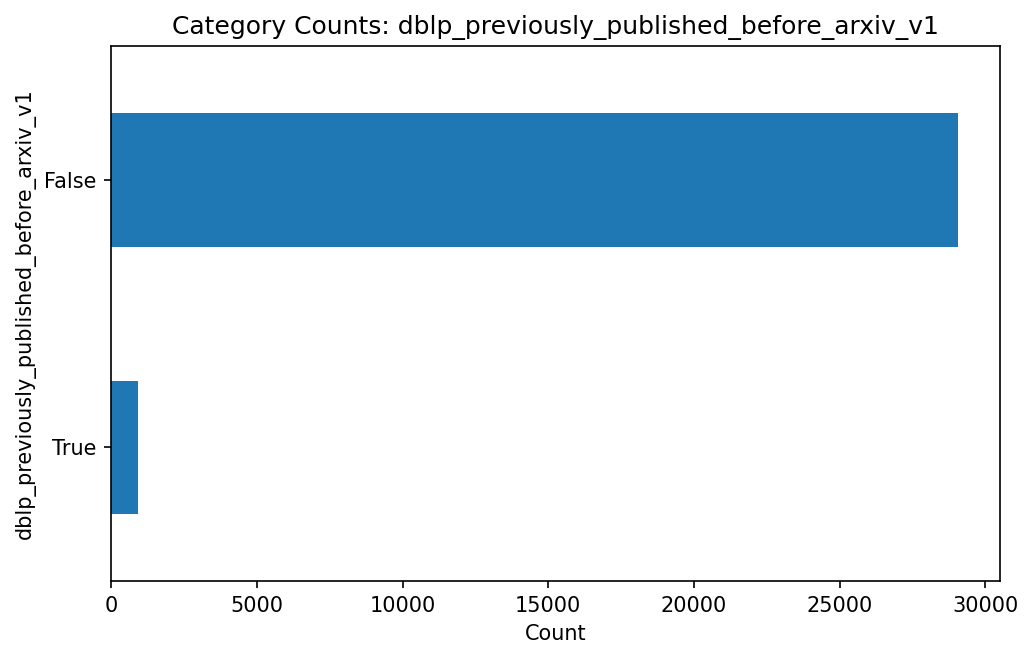 Category Counts: dblp_previously_published_before_arxiv_v1
dblp_previously_published_before_arxiv_v1
False
True
0 5000 10000 15000 20000 25000 30000
Count